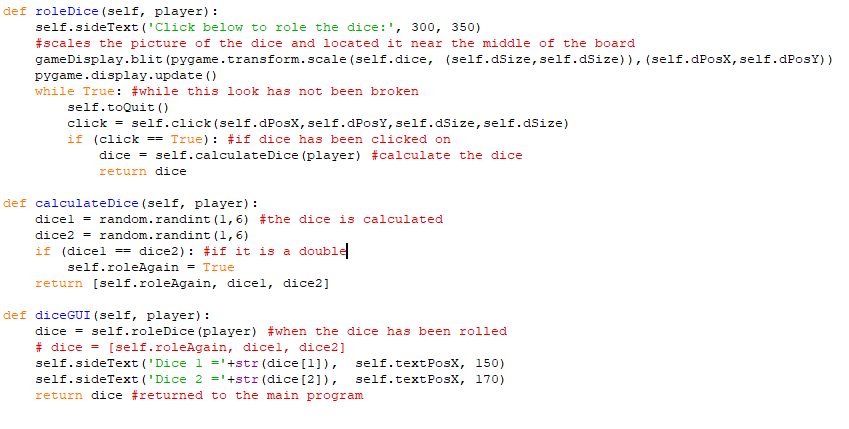 def roleDice(self, player):
    self.sideText('Click below to role the dice:', 300, 350)
    #scales the picture of the dice and located it near the middle of the board
    gameDisplay.blit(pygame.transform.scale(self.dice, (self.dSize,self.dSize)),(self.dPosX,self.dPosY))
    pygame.display.update()
    while True: #while this look has not been broken
        self.toQuit()
        click = self.click(self.dPosX,self.dPosY,self.dSize,self.dSize)
        if (click == True): #if dice has been clicked on
            dice = self.calculateDice(player) #calculate the dice
            return dice

def calculateDice(self, player):
    dice1 = random.randint(1,6) #the dice is calculated
    dice2 = random.randint(1,6)
    if (dice1 == dice2): #if it is a double
        self.roleAgain = True
    return [self.roleAgain, dice1, dice2]

def diceGUI(self, player):
    dice = self.roleDice(player) #when the dice has been rolled
    # dice = [self.roleAgain, dice1, dice2]
    self.sideText('Dice 1 ='+str(dice[1]),  self.textPosX, 150)
    self.sideText('Dice 2 ='+str(dice[2]),  self.textPosX, 170)
    return dice #returned to the main program